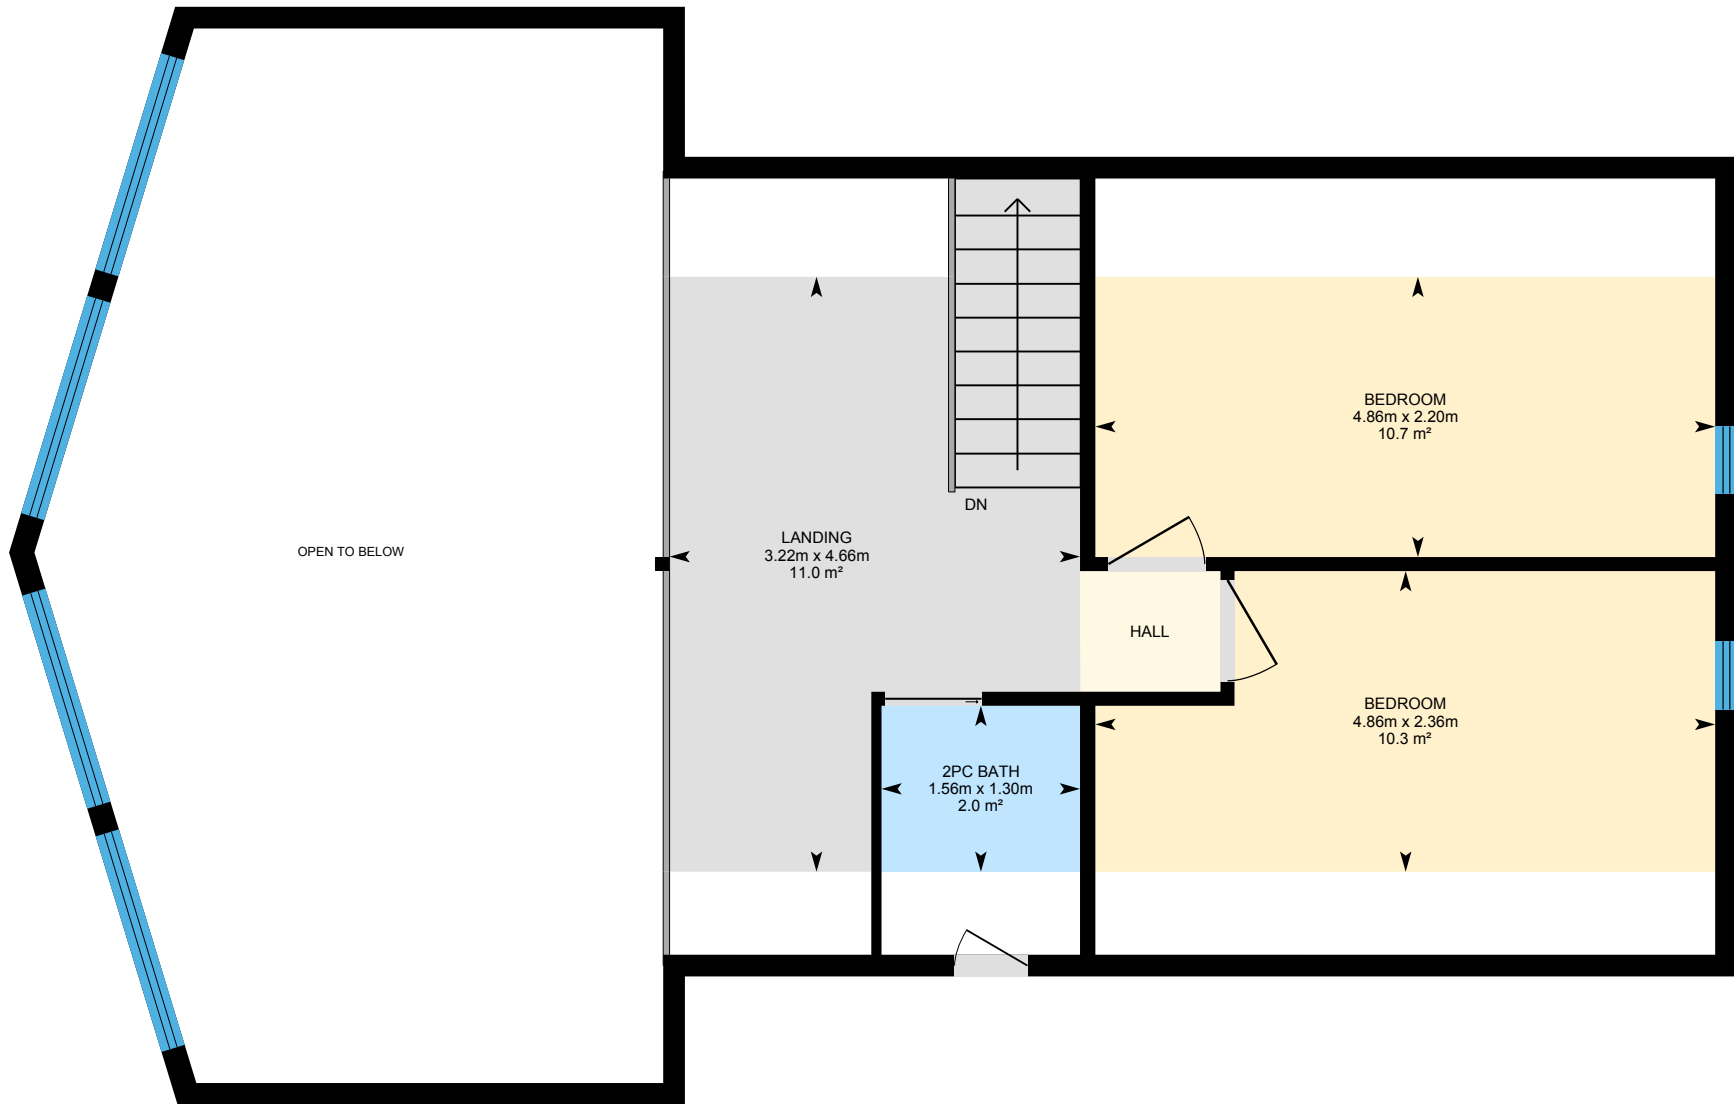 BEDROOM
4.86m x 2.20m
10.7 m²
DN
LANDING
3.22m x 4.66m
11.0 m²
OPEN TO BELOW
HALL
BEDROOM
4.86m x 2.36m
10.3 m²
2PC BATH
1.56m x 1.30m
2.0 m²